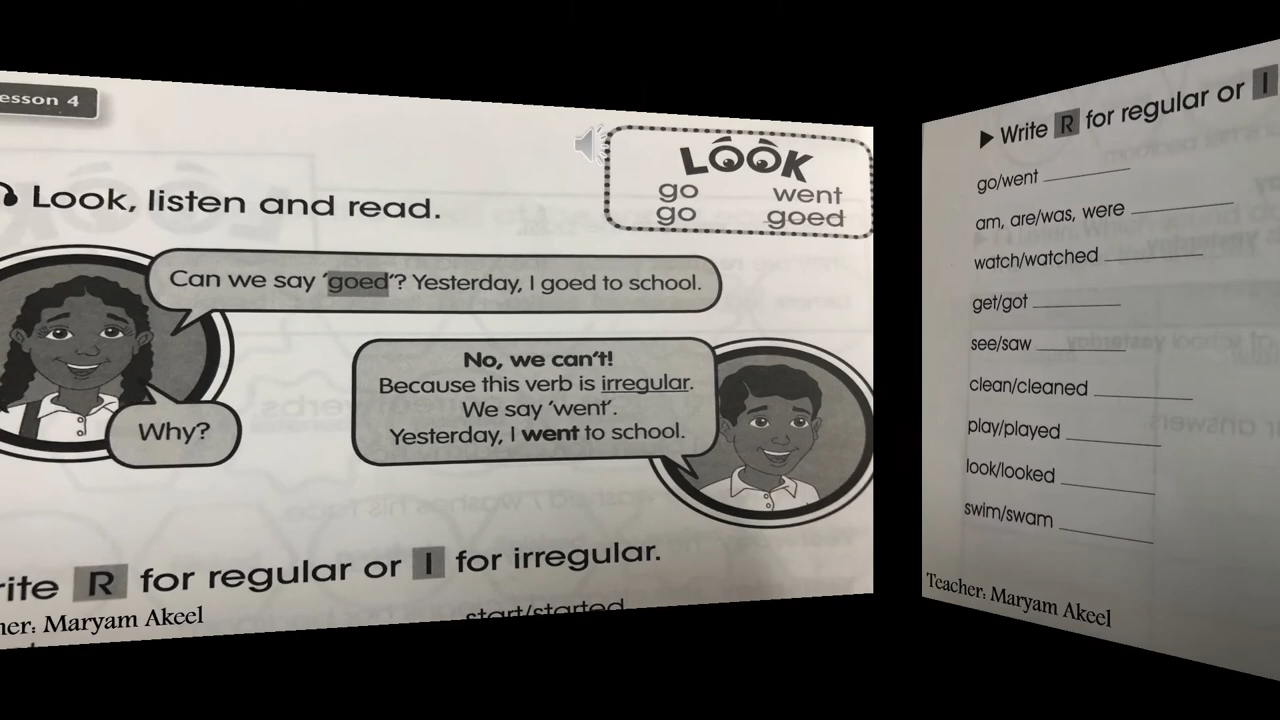 esson 4
Look, listen and read.
LOOK
go went
go goed
Can we say 'goed'? Yesterday, I goed to school.
Why?
No, we can't!
Because this verb is irregular.
We say 'went'.
Yesterday, I went to school.
rite R for regular or I for irregular.
start/started
her: Maryam Akeel
Write R for regular or I
go/went
am, are/was, were
watch/watched
get/got
see/saw
clean/cleaned
play/played
look/looked
swim/swam
Teacher: Maryam Akeel